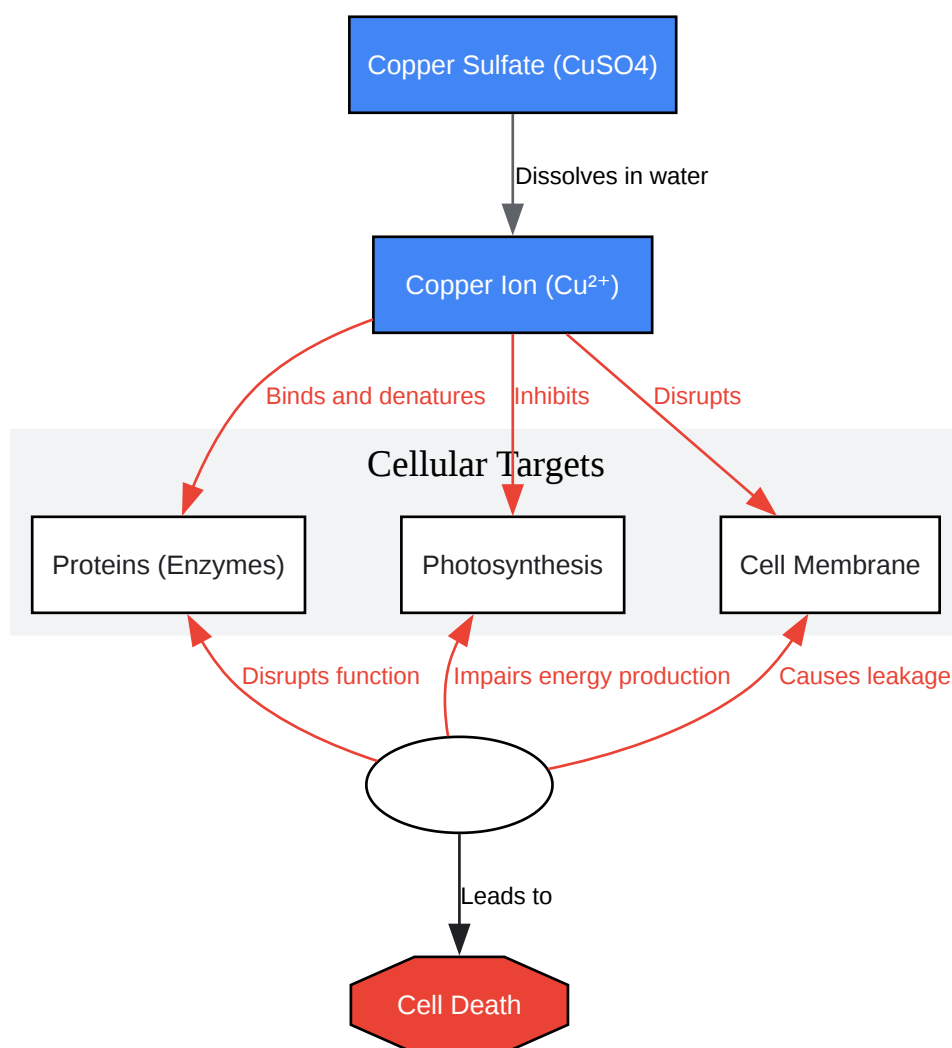 Copper Sulfate (CuSO4)
Dissolves in water
Copper Ion (Cu²⁺)
Binds and denatures
Inhibits
Disrupts
Cellular Targets
Proteins (Enzymes)
Photosynthesis
Cell Membrane
Disrupts function
Impairs energy production
Causes leakage
Leads to
Cell Death